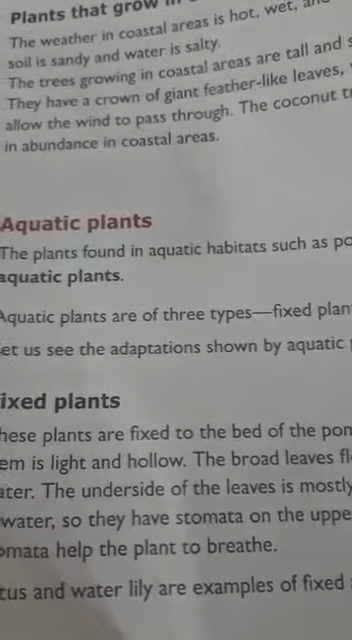 Plants that grow in
The weather in coastal areas is hot, wet, and
soil is sandy and water is salty.
The trees growing in coastal areas are tall and s
They have a crown of giant feather-like leaves,
allow the wind to pass through. The coconut t
in abundance in coastal areas.
Aquatic plants
The plants found in aquatic habitats such as po
aquatic plants.
Aquatic plants are of three types—fixed plan
et us see the adaptations shown by aquatic
ixed plants
hese plants are fixed to the bed of the pon
em is light and hollow. The broad leaves fl
ater. The underside of the leaves is mostly
water, so they have stomata on the uppe
omata help the plant to breathe.
tus and water lily are examples of fixed